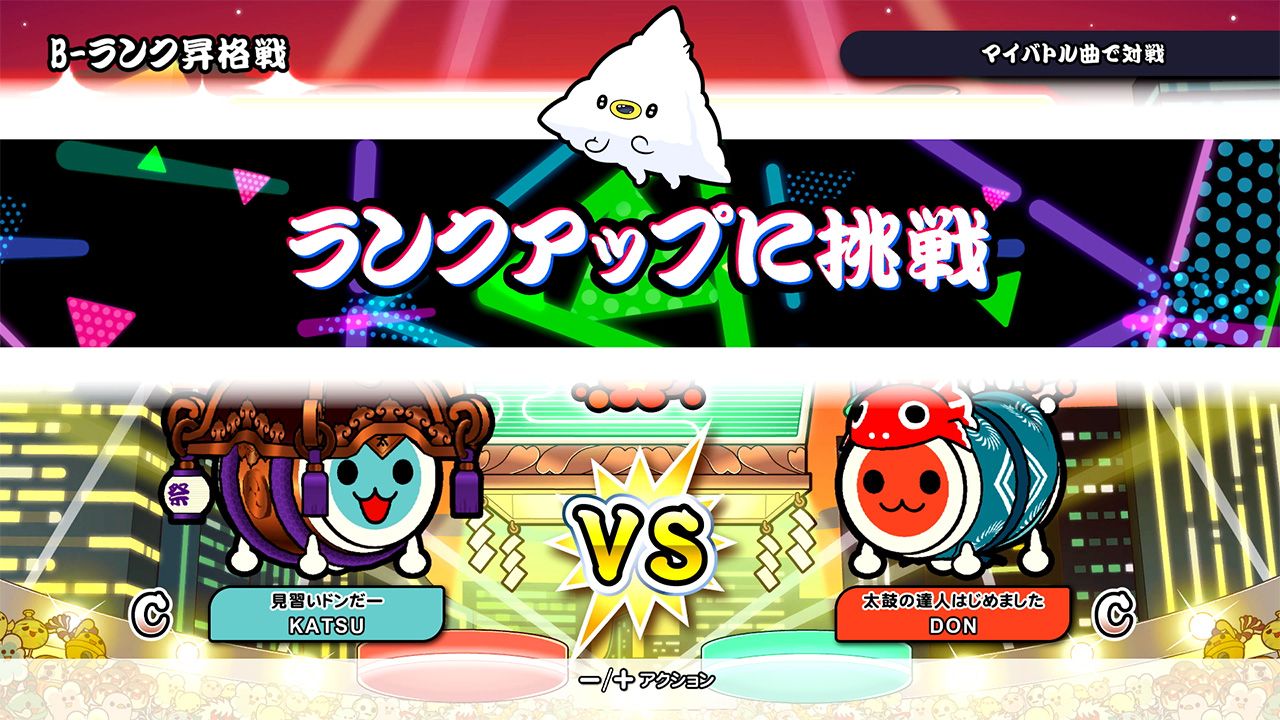 B-ランク昇格戦
マイバトル曲で対戦
ランクアップに挑戦
祭
VS
見習いドンだー
KATSU
C
太鼓の達人はじめました
DON
C
−/+ アクション